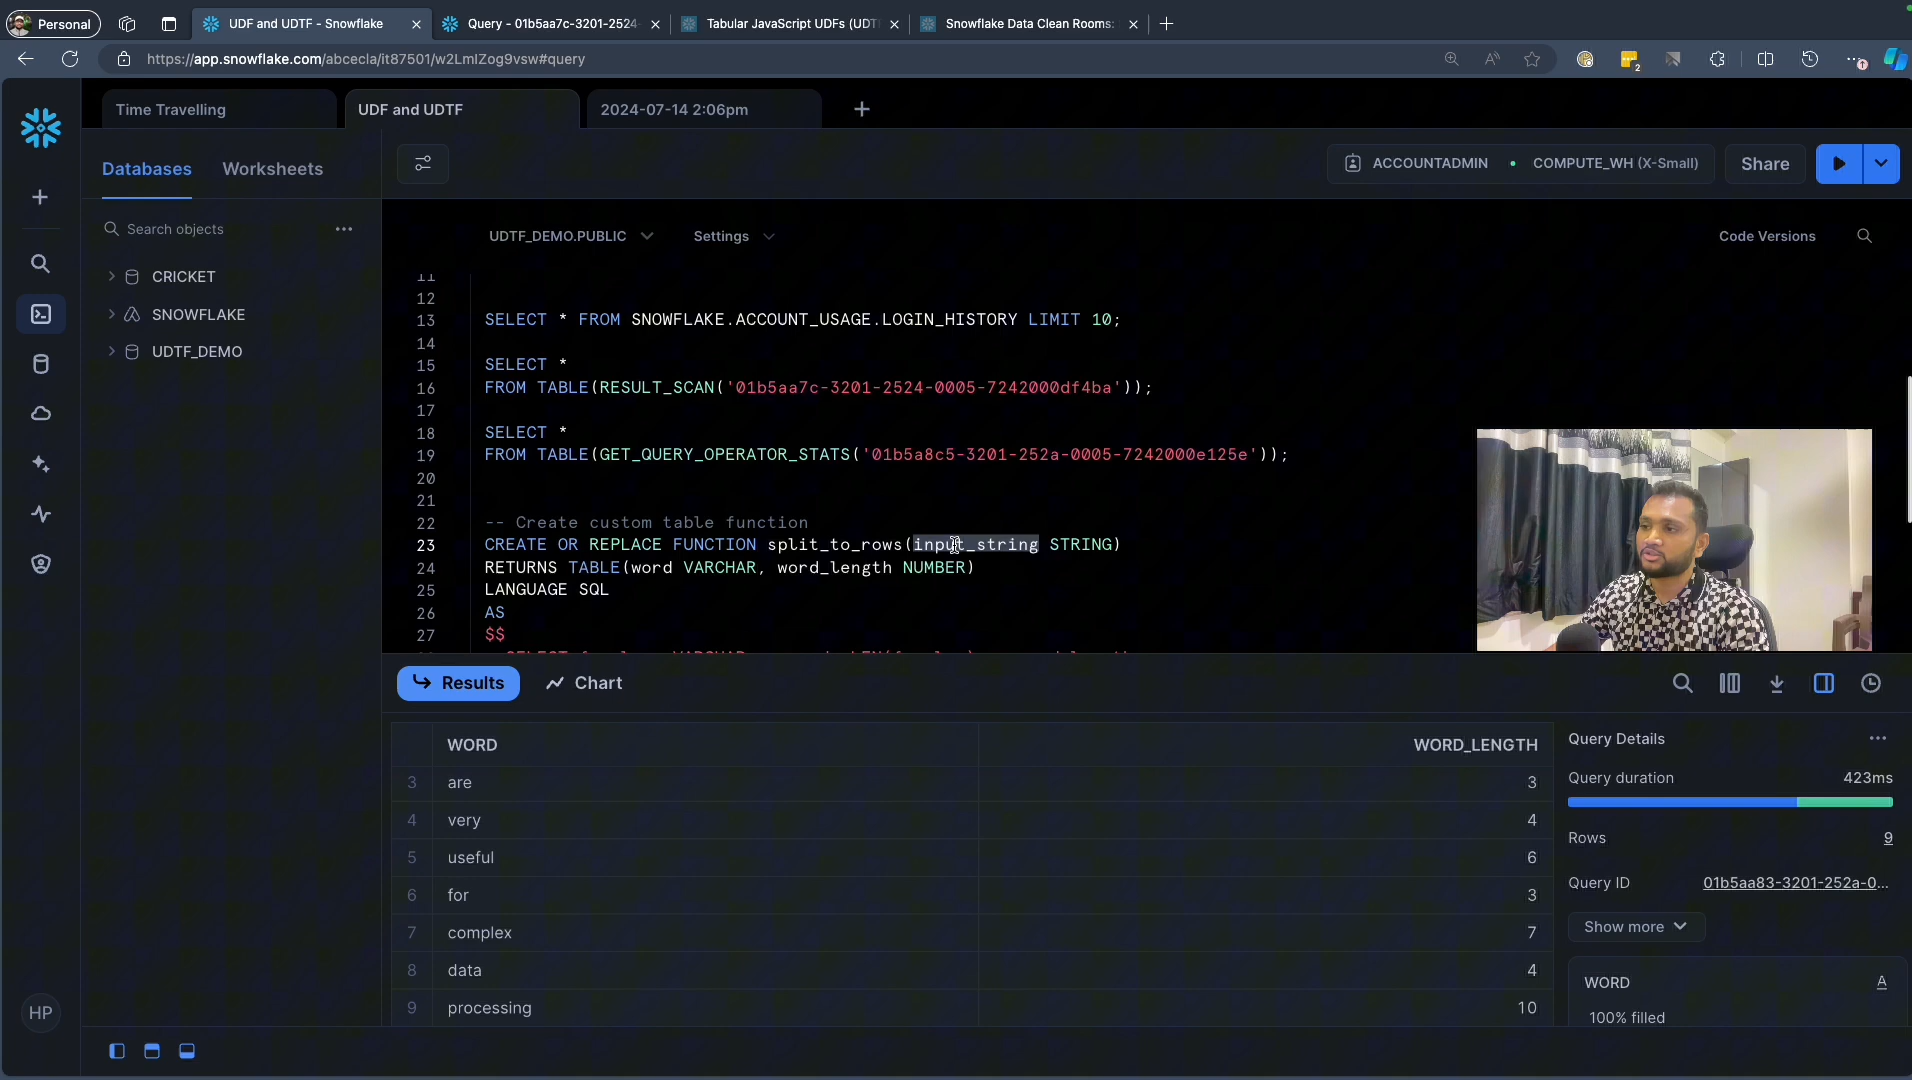 Personal
UDF and UDTF - Snowflake
Query - 01b5aa7c-3201-2524-
Tabular JavaScript UDFs (UDT
Snowflake Data Clean Rooms:
https://app.snowflake.com/abcecla/it87501/w2LmlZog9vsw#query
2
Time Travelling
UDF and UDTF
2024-07-14 2:06pm
Databases
Worksheets
ACCOUNTADMIN
COMPUTE_WH (X-Small)
Share
Search objects
UDTF_DEMO.PUBLIC
Settings
Code Versions
CRICKET
SNOWFLAKE
UDTF_DEMO
11
12
13 SELECT * FROM SNOWFLAKE.ACCOUNT_USAGE.LOGIN_HISTORY LIMIT 10;
14
15 SELECT *
16 FROM TABLE(RESULT_SCAN('01b5aa7c-3201-2524-0005-7242000df4ba'));
17
18 SELECT *
19 FROM TABLE(GET_QUERY_OPERATOR_STATS('01b5a8c5-3201-252a-0005-7242000e125e'));
20
21
22 -- Create custom table function
23 CREATE OR REPLACE FUNCTION split_to_rows(input_string STRING)
24 RETURNS TABLE(word VARCHAR, word_length NUMBER)
25 LANGUAGE SQL
26 AS
27 $$
Results
Chart
WORD WORD_LENGTH
3 are 3
4 very 4
5 useful 6
6 for 3
7 complex 7
8 data 4
9 processing 10
Query Details
Query duration 423ms
Rows 9
Query ID 01b5aa83-3201-252a-0...
Show more
WORD A
100% filled
HP